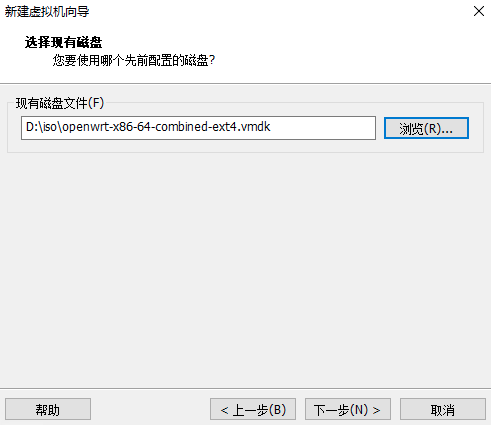 新建虚拟机向导
选择现有磁盘
您要使用哪个先前配置的磁盘?
现有磁盘文件(F)
D:\iso\openwrt-x86-64-combined-ext4.vmdk
浏览(R)...
帮助
< 上一步(B)
下一步(N) >
取消